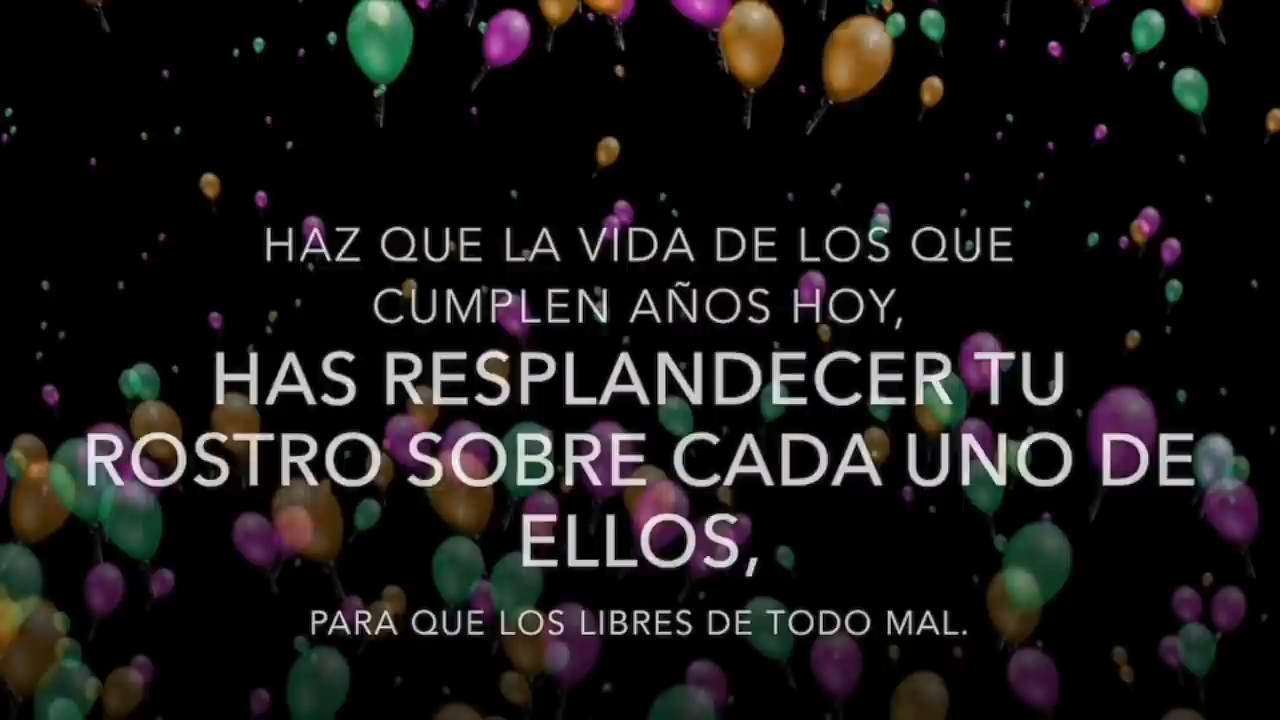 HAZ QUE LA VIDA DE LOS QUE
CUMPLEN AÑOS HOY,
HAS RESPLANDECER TU
ROSTRO SOBRE CADA UNO DE
ELLOS,
PARA QUE LOS LIBRES DE TODO MAL.